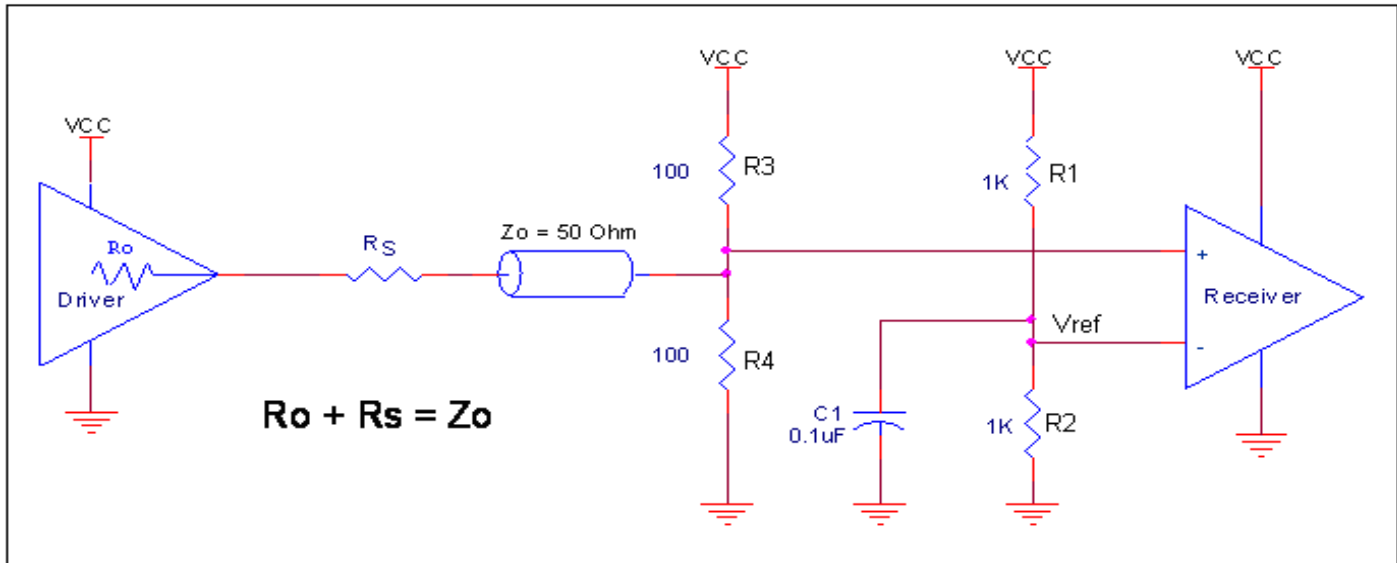 VCC
VCC
VCC
VCC
Ro
Driver
RS
Zo = 50 Ohm
100
R3
100
R4
1K
R1
1K
R2
Vref
C1
0.1uF
+
-
Receiver
Ro + Rs = Zo